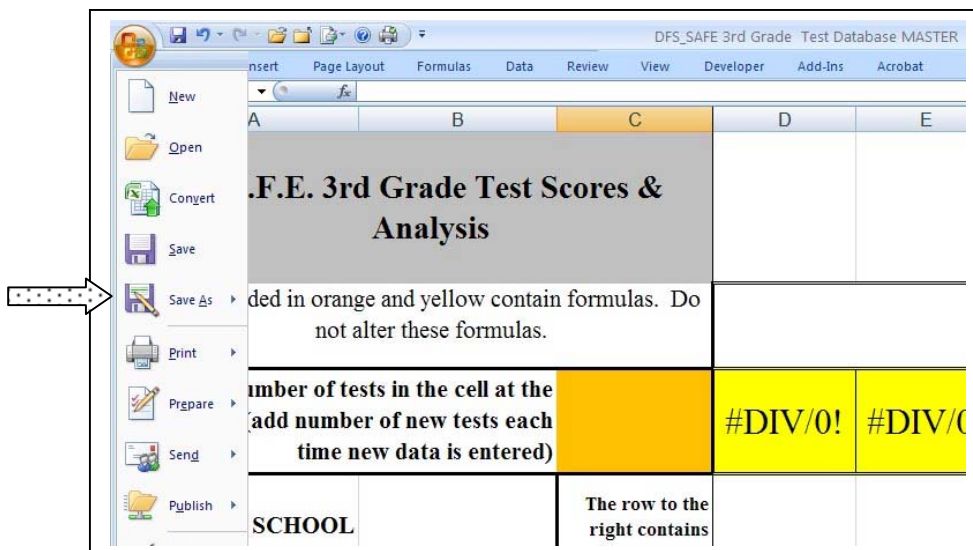 DFS_SAFE 3rd Grade Test Database MASTER
nsert Page Layout Formulas Data Review View Developer Add-Ins Acrobat
New
fx
A B C D E
Open
Convert
.F.E. 3rd Grade Test Scores &
Analysis
Save
Save As
ded in orange and yellow contain formulas. Do
not alter these formulas.
Print
Prepare
umber of tests in the cell at the
(add number of new tests each
time new data is entered)
#DIV/0! #DIV/0
Send
Publish
SCHOOL
The row to the
right contains